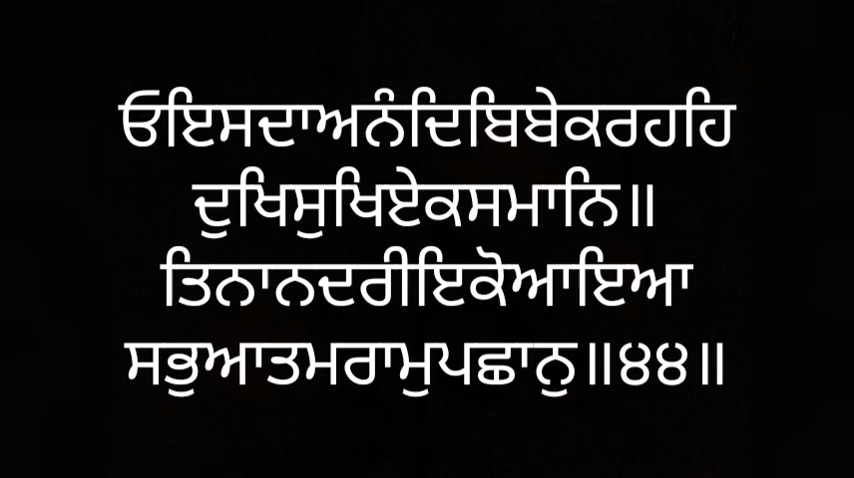 ਓਇਸਦਾਅਨੰਦਿਬਿਬੇਕਰਹਹਿ
ਦੁਖਿਸੁਖਿਏਕਸਮਾਨਿ॥
ਤਿਨਾਨਦਰੀਇਕੋਆਇਆ
ਸਭੁਆਤਮਰਾਮੁਪਛਾਨੁ॥੪੪॥